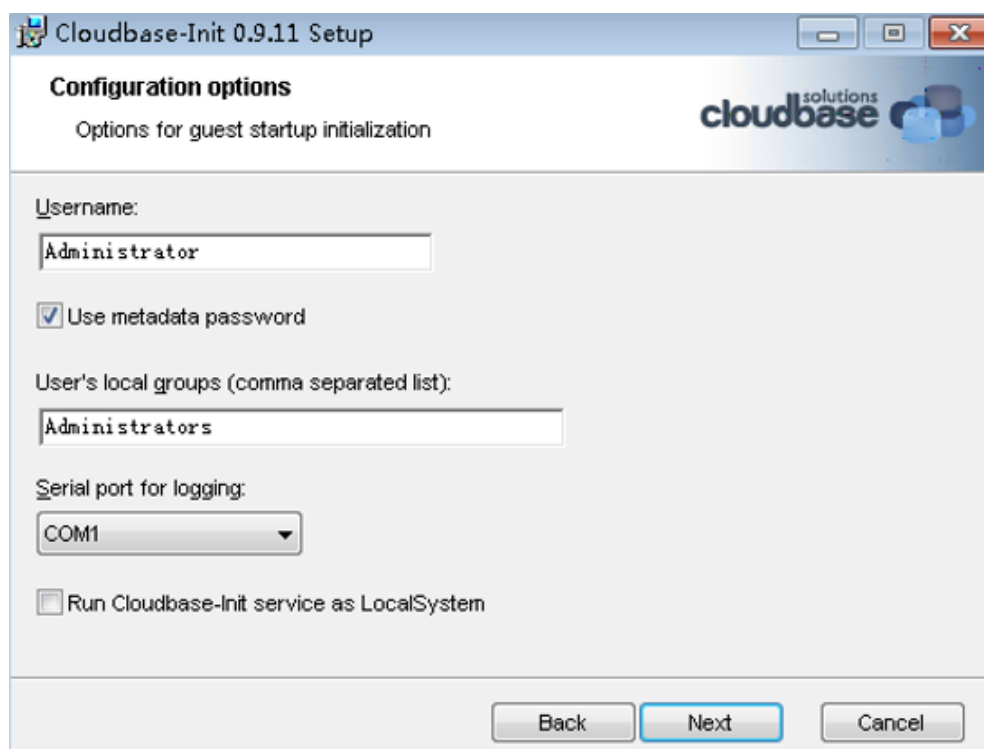 Cloudbase-Init 0.9.11 Setup
Configuration options
Options for guest startup initialization
solutions
cloudbase
Username:
Administrator
Use metadata password
User's local groups (comma separated list):
Administrators
Serial port for logging:
COM1
Run Cloudbase-Init service as LocalSystem
Back Next Cancel